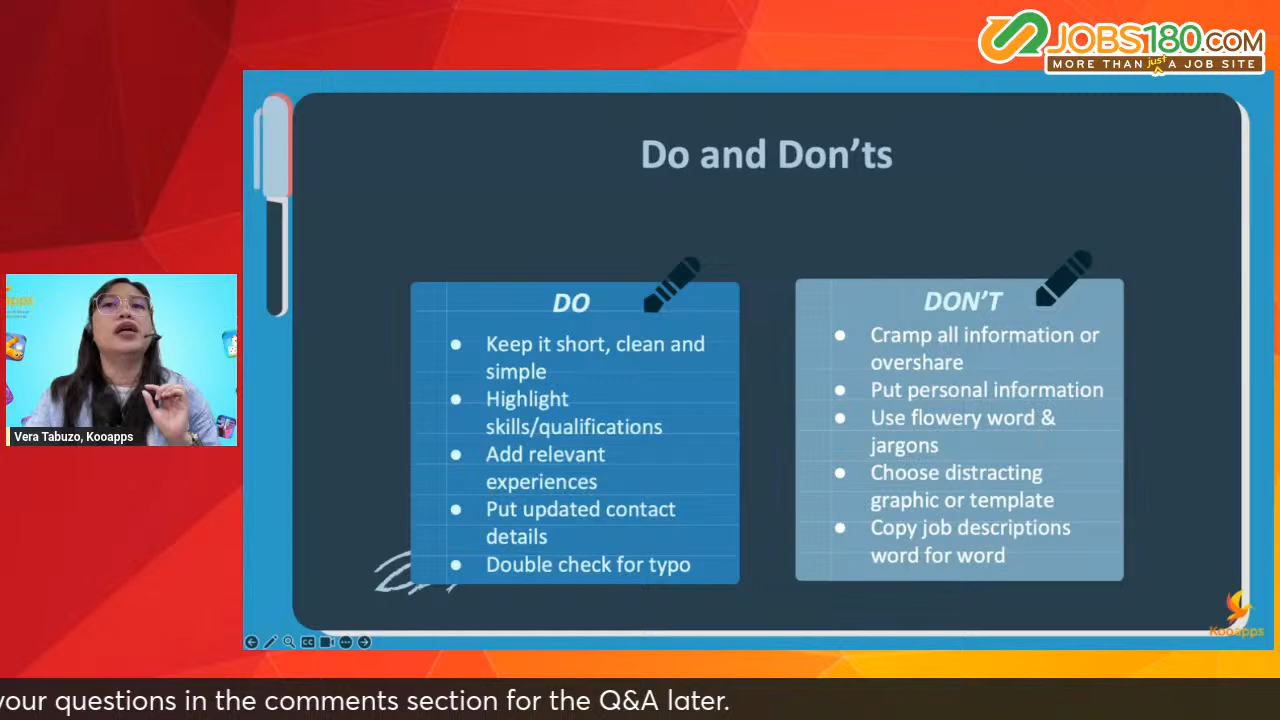 JOBS180.COM
MORE THAN just A JOB SITE
Do and Don'ts
DO
● Keep it short, clean and
simple
● Highlight
skills/qualifications
● Add relevant
experiences
● Put updated contact
details
● Double check for typo
DON'T
● Cramp all information or
overshare
● Put personal information
● Use flowery word &
jargons
● Choose distracting
graphic or template
● Copy job descriptions
word for word
Vera Tabuzo, Kooapps
CC
Kooapps
your questions in the comments section for the Q&A later.